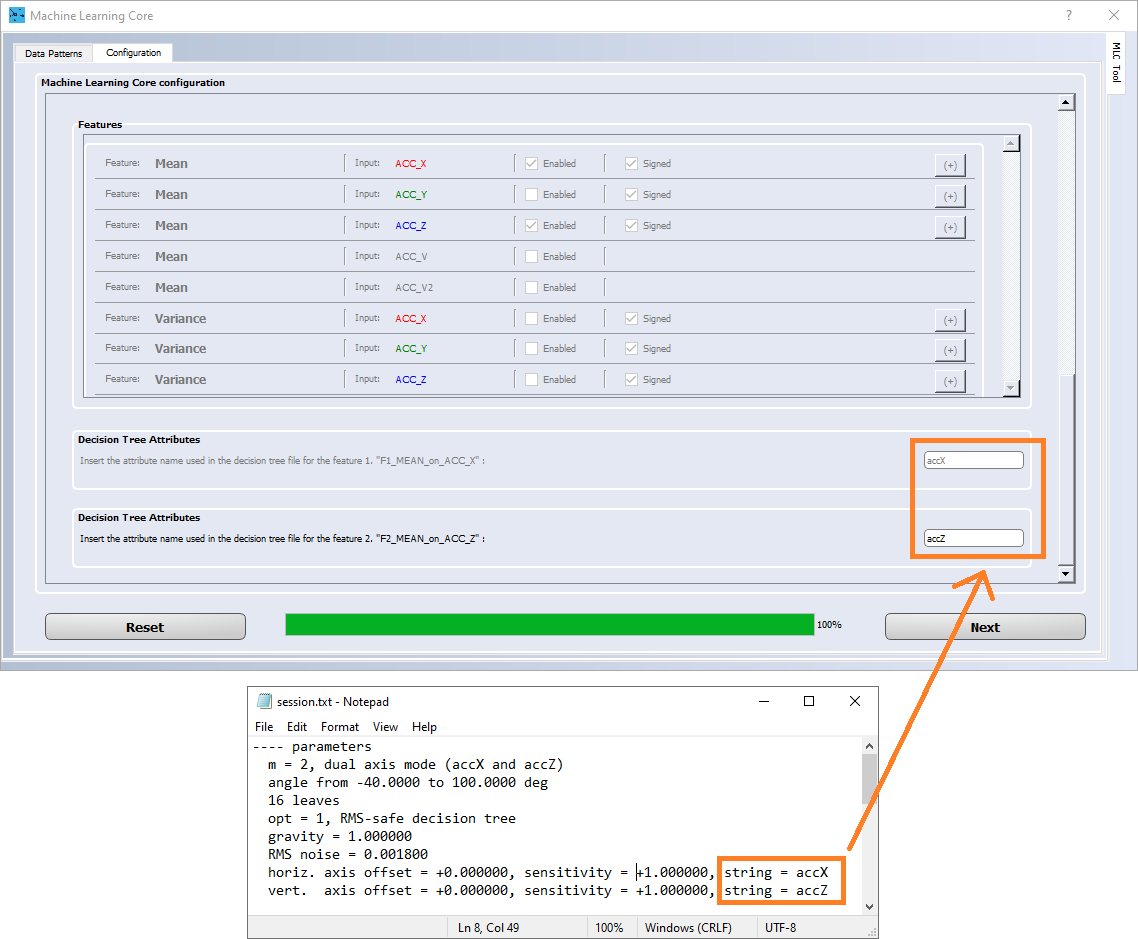 Machine Learning Core
?
Data Patterns Configuration
MLC Tool
Machine Learning Core configuration
Features
Feature: Mean Input: ACC_X Enabled Signed (+)
Feature: Mean Input: ACC_Y Enabled Signed (+)
Feature: Mean Input: ACC_Z Enabled Signed (+)
Feature: Mean Input: ACC_V Enabled
Feature: Mean Input: ACC_V2 Enabled
Feature: Variance Input: ACC_X Enabled Signed (+)
Feature: Variance Input: ACC_Y Enabled Signed (+)
Feature: Variance Input: ACC_Z Enabled Signed (+)
Decision Tree Attributes
Insert the attribute name used in the decision tree file for the feature 1. "F1_MEAN_on_ACC_X" : accX
Decision Tree Attributes
Insert the attribute name used in the decision tree file for the feature 2. "F2_MEAN_on_ACC_Z" : accZ
Reset 100% Next
session.txt - Notepad
File Edit Format View Help
---- parameters
m = 2, dual axis mode (accX and accZ)
angle from -40.0000 to 100.0000 deg
16 leaves
opt = 1, RMS-safe decision tree
gravity = 1.000000
RMS noise = 0.001800
horiz. axis offset = +0.000000, sensitivity = +1.000000, string = accX
vert. axis offset = +0.000000, sensitivity = +1.000000, string = accZ
Ln 8, Col 49 100% Windows (CRLF) UTF-8